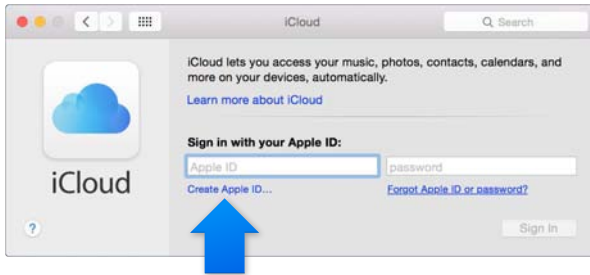 iCloud
Search
iCloud lets you access your music, photos, contacts, calendars, and
more on your devices, automatically.
Learn more about iCloud
Sign in with your Apple ID:
Apple ID
password
Create Apple ID...
Forgot Apple ID or password?
iCloud
?
Sign In